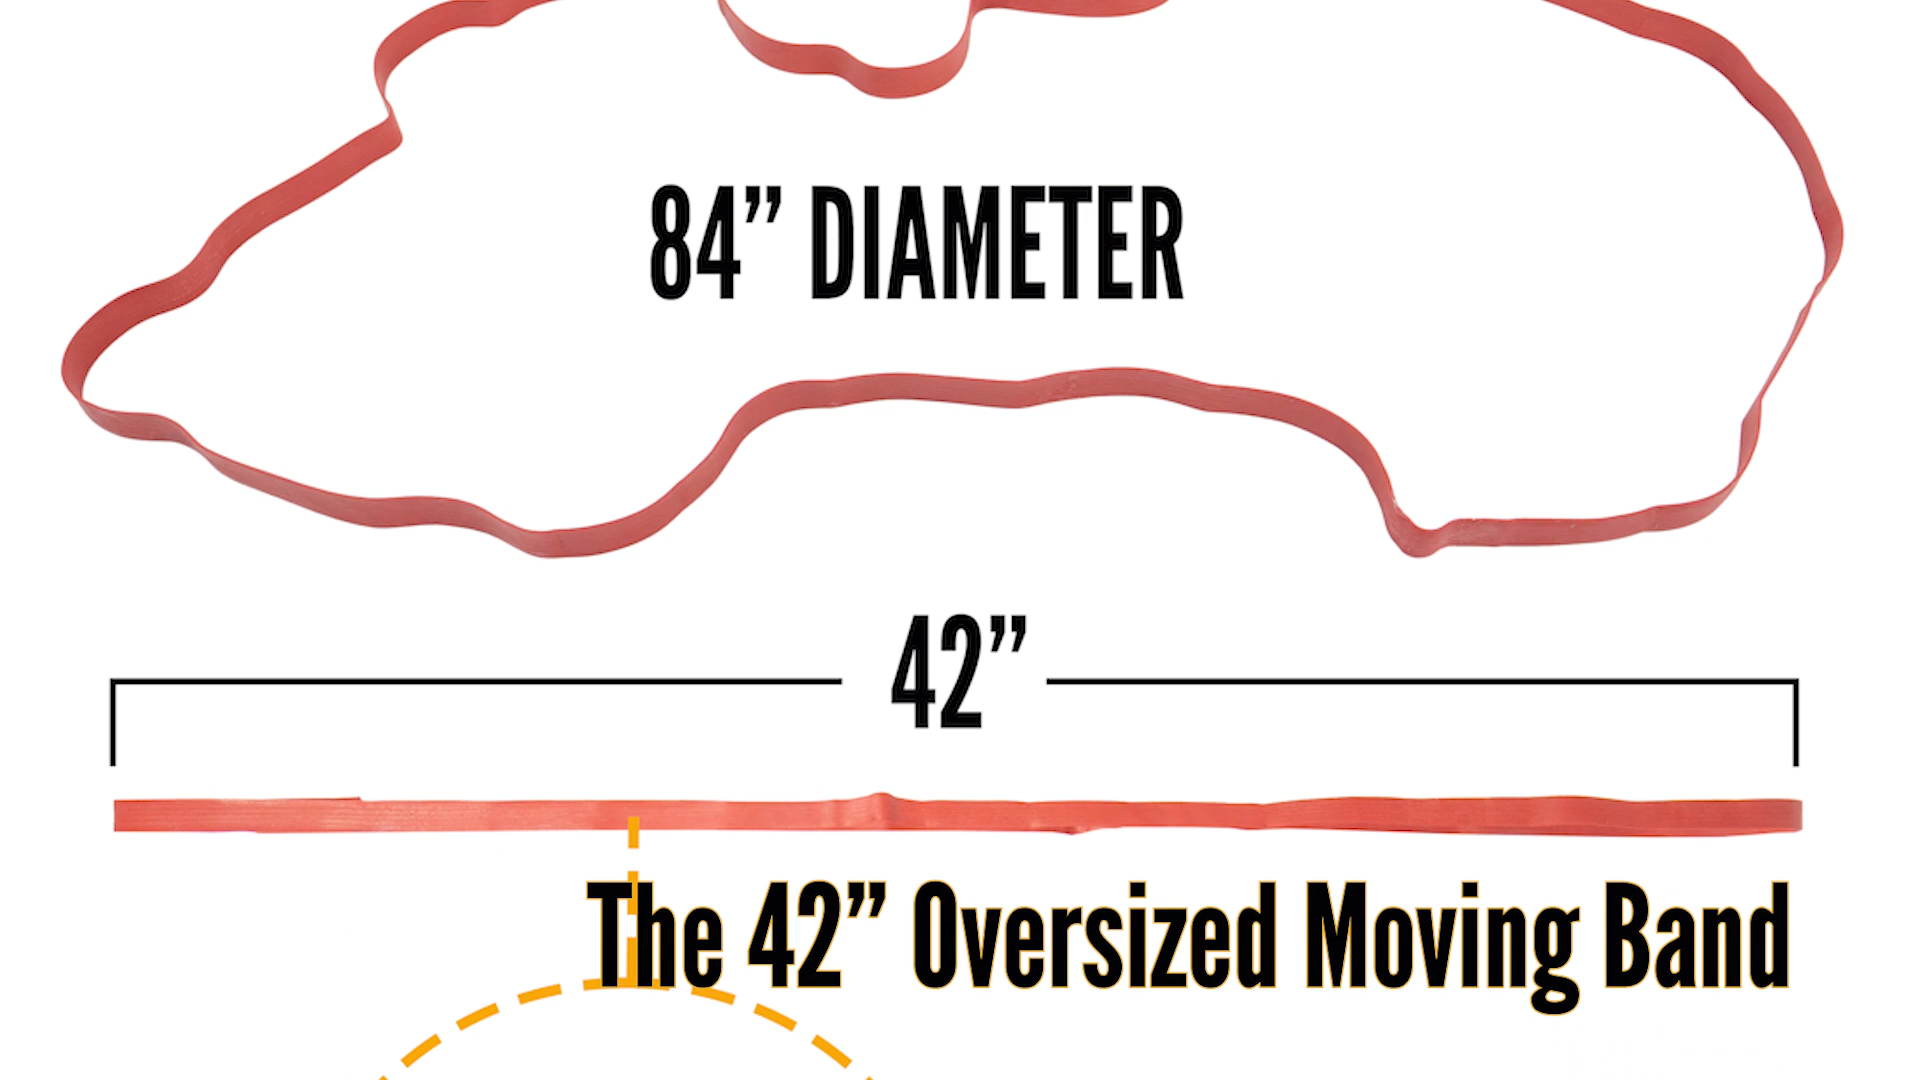 84” DIAMETER
42”
The 42” Oversized Moving Band